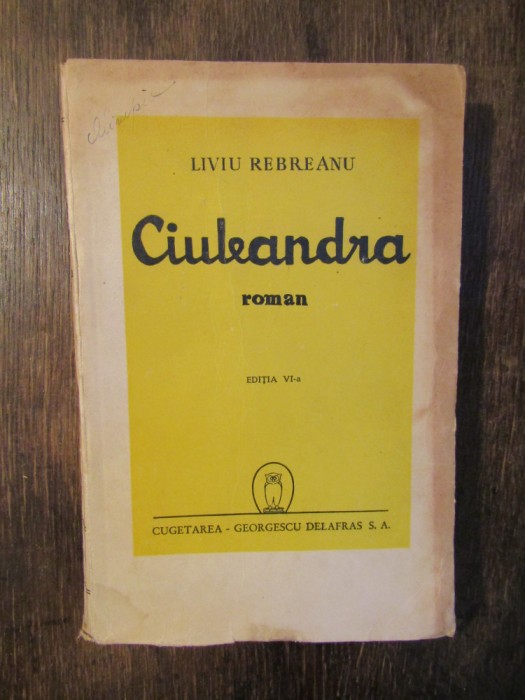 LIVIU REBREANU
Ciuleandra
roman
EDIȚIA VI-a
CUGETAREA - GEORGESCU DELAFRAS S. A.